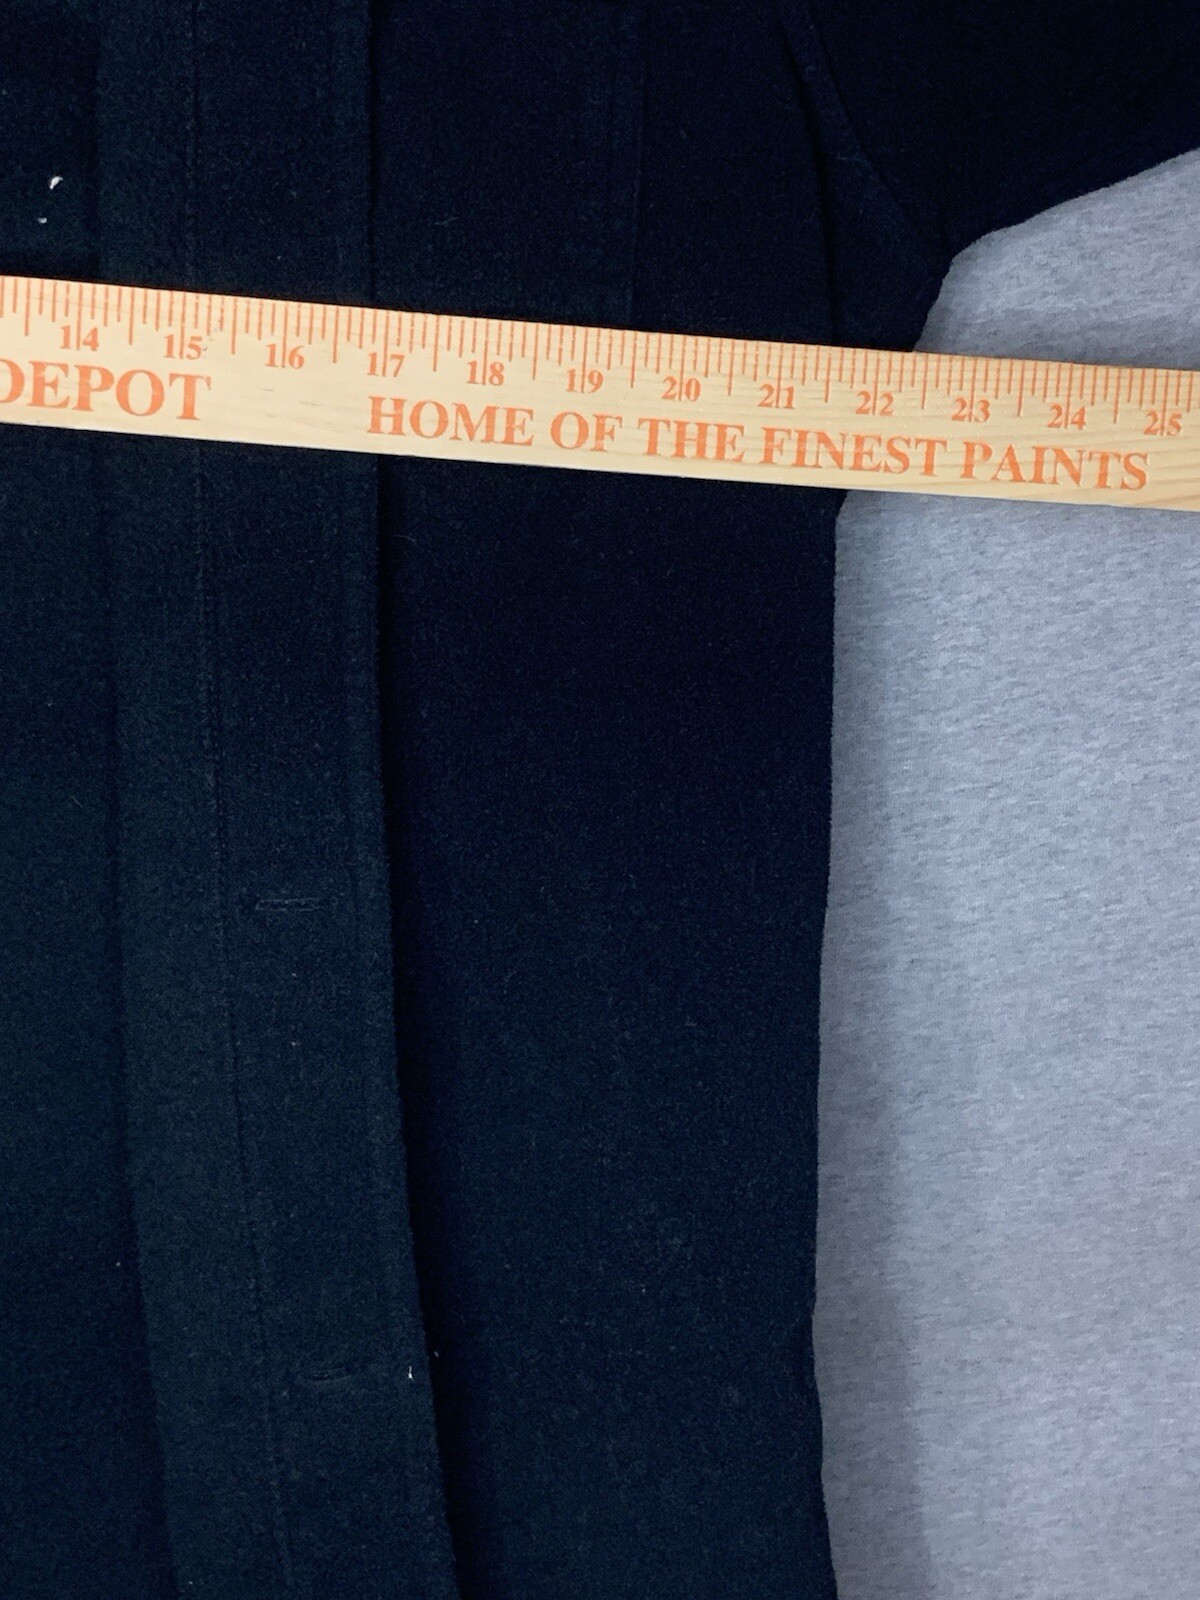 14 15 16 17 18 19 20 21 22 23 24 25
DEPOT HOME OF THE FINEST PAINTS